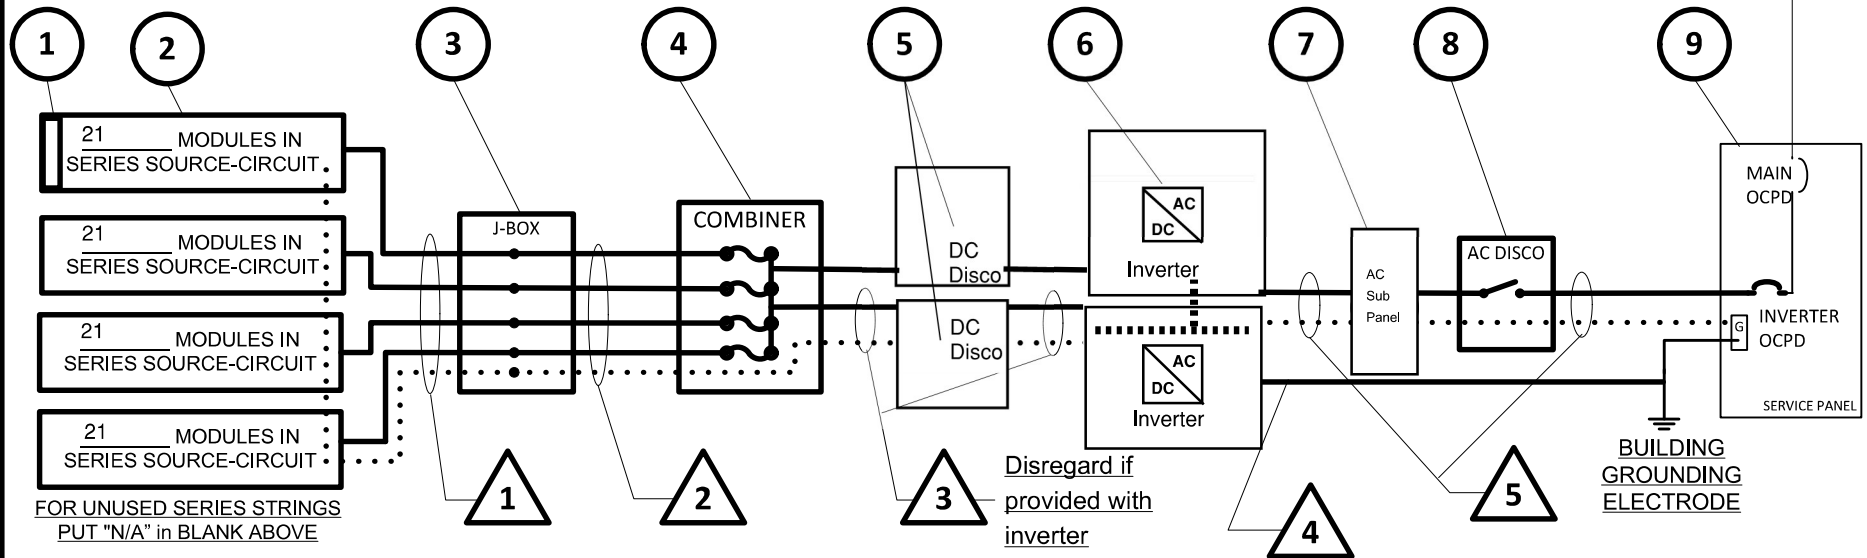 1
2
3
4
5
6
7
8
9
21 MODULES IN
SERIES SOURCE-CIRCUIT
21 MODULES IN
SERIES SOURCE-CIRCUIT
21 MODULES IN
SERIES SOURCE-CIRCUIT
21 MODULES IN
SERIES SOURCE-CIRCUIT
FOR UNUSED SERIES STRINGS
PUT "N/A" in BLANK ABOVE
J-BOX
COMBINER
DC
Disco
DC
Disco
AC
DC
Inverter
AC
DC
Inverter
AC
Sub
Panel
AC DISCO
MAIN
OCPD
INVERTER
OCPD
G
SERVICE PANEL
BUILDING
GROUNDING
ELECTRODE
1
2
3
Disregard if
provided with
inverter
4
5